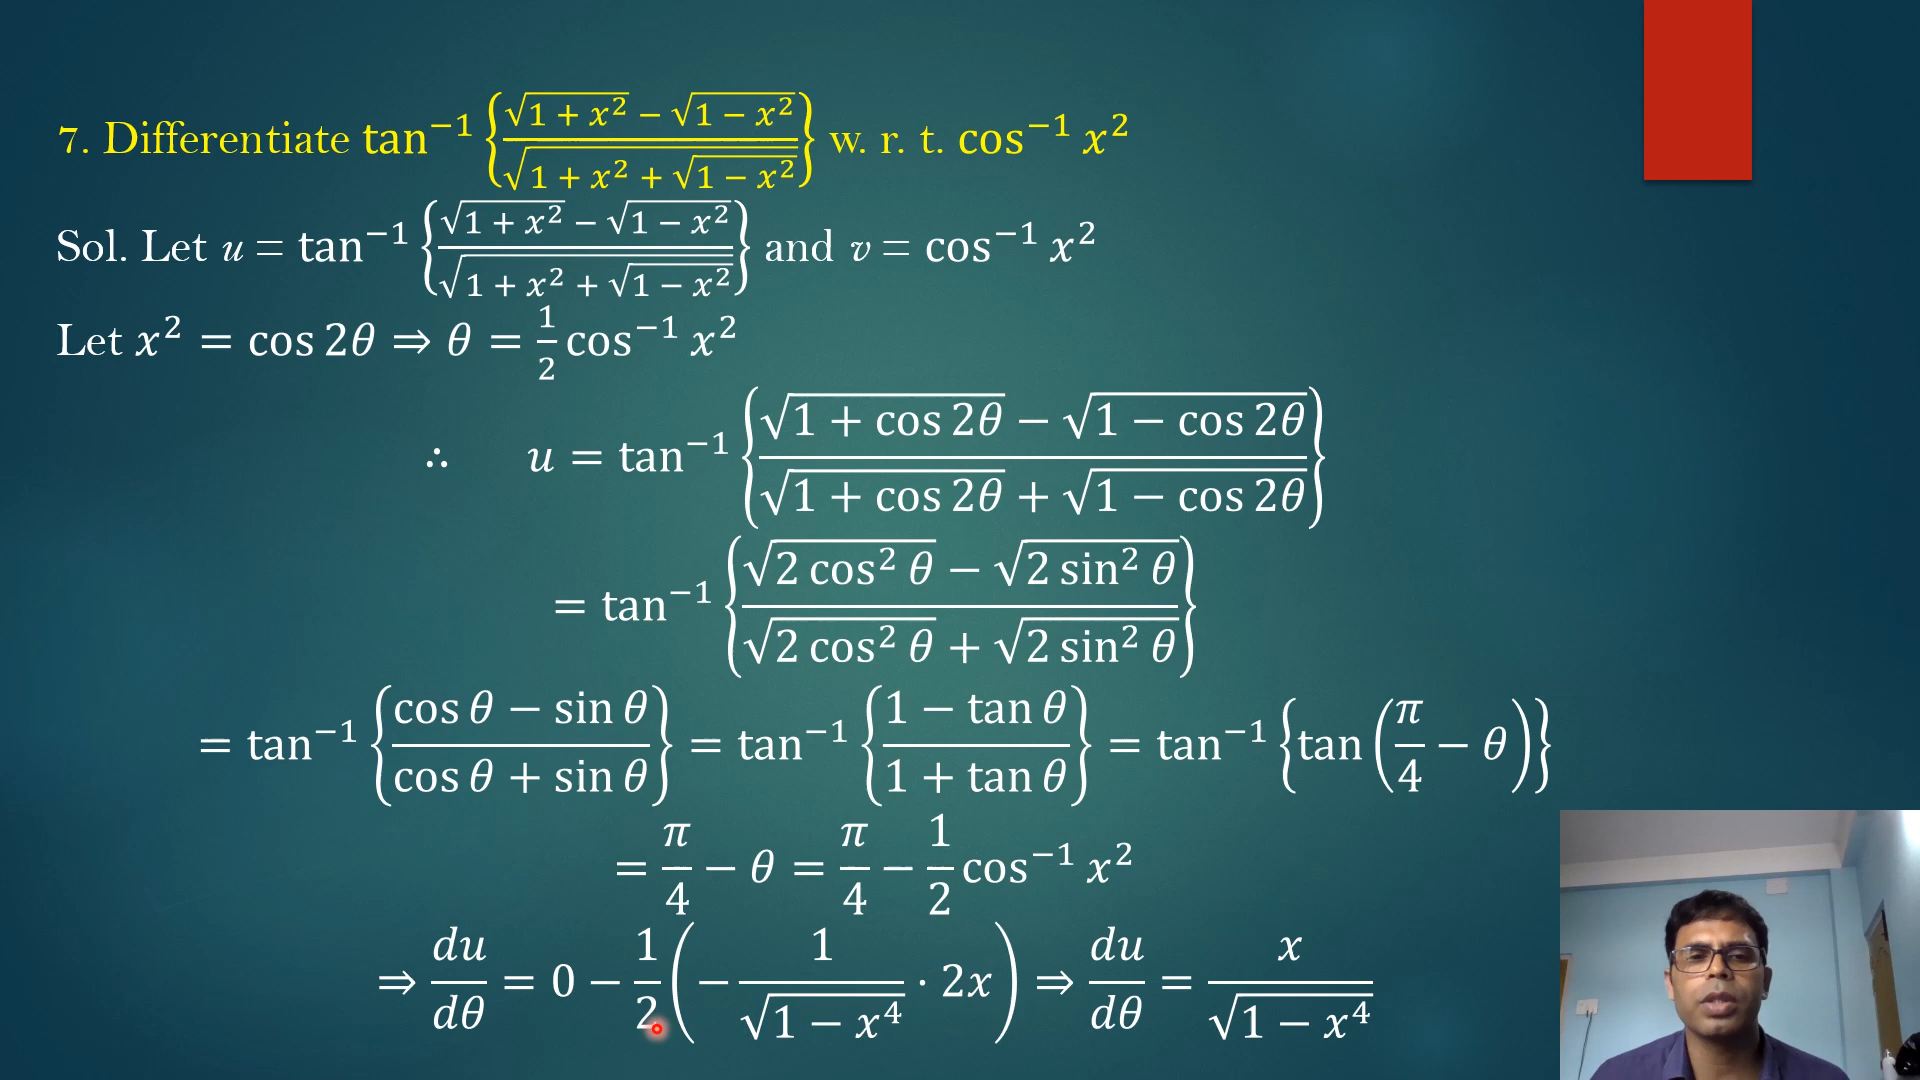 7. Differentiate tan⁻¹ {(√(1 + x²) − √(1 − x²))/(√(1 + x² + √(1 − x²)))} w. r. t. cos⁻¹ x²
Sol. Let u = tan⁻¹ {(√(1 + x²) − √(1 − x²))/(√(1 + x² + √(1 − x²)))} and v = cos⁻¹ x²
Let x² = cos 2θ ⇒ θ = 1/2 cos⁻¹ x²
∴ u = tan⁻¹ {(√(1 + cos 2θ) − √(1 − cos 2θ))/(√(1 + cos 2θ) + √(1 − cos 2θ))}
= tan⁻¹ {(√(2 cos² θ) − √(2 sin² θ))/(√(2 cos² θ) + √(2 sin² θ))}
= tan⁻¹ {(cos θ − sin θ)/(cos θ + sin θ)} = tan⁻¹ {(1 − tan θ)/(1 + tan θ)} = tan⁻¹ {tan (π/4 − θ)}
= π/4 − θ = π/4 − 1/2 cos⁻¹ x²
⇒ du/dθ = 0 − 1/2 (− 1/√(1 − x⁴) · 2x) ⇒ du/dθ = x/√(1 − x⁴)